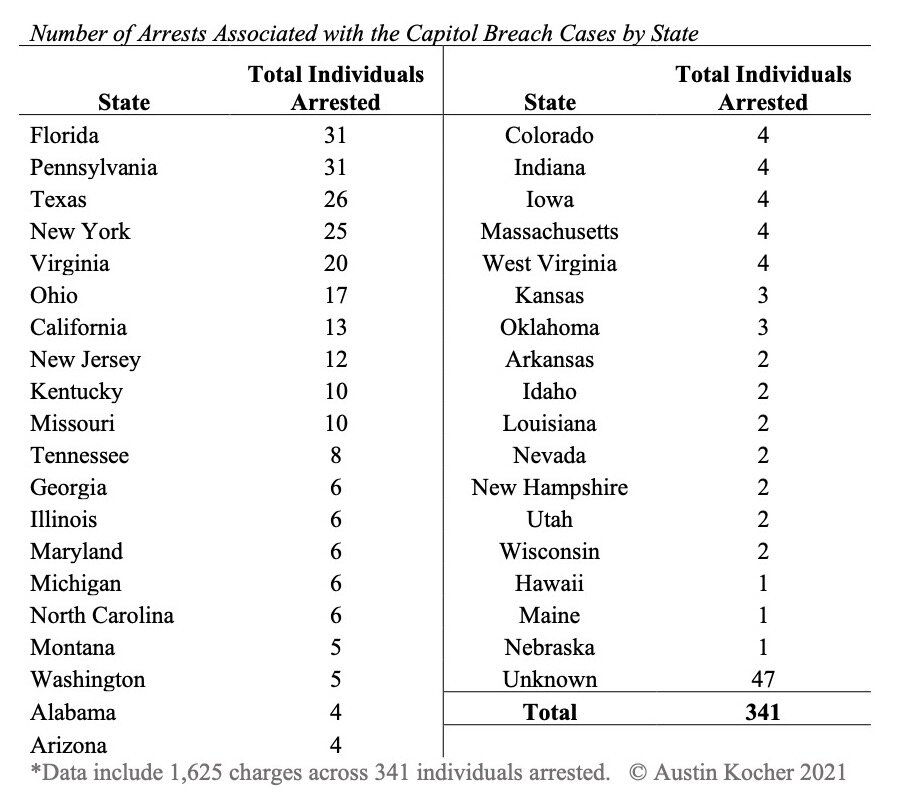 Number of Arrests Associated with the Capitol Breach Cases by State
Total Individuals Total Individuals
State Arrested State Arrested
Florida 31 Colorado 4
Pennsylvania 31 Indiana 4
Texas 26 Iowa 4
New York 25 Massachusetts 4
Virginia 20 West Virginia 4
Ohio 17 Kansas 3
California 13 Oklahoma 3
New Jersey 12 Arkansas 2
Kentucky 10 Idaho 2
Missouri 10 Louisiana 2
Tennessee 8 Nevada 2
Georgia 6 New Hampshire 2
Illinois 6 Utah 2
Maryland 6 Wisconsin 2
Michigan 6 Hawaii 1
North Carolina 6 Maine 1
Montana 5 Nebraska 1
Washington 5 Unknown 47
Alabama 4 Total 341
Arizona 4
*Data include 1,625 charges across 341 individuals arrested. © Austin Kocher 2021